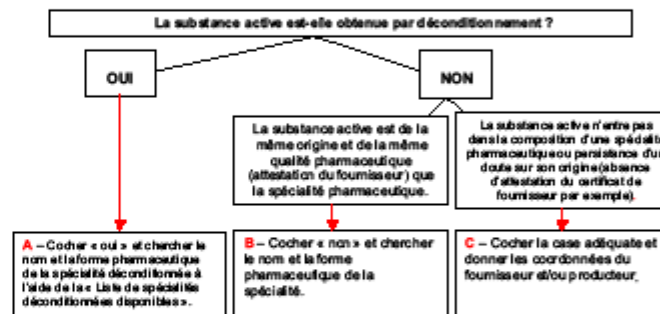 La substance active est-elle obtenue par déconditionnement ?
OUI
NON
La substance active est de la
même origine et de la même
qualité pharmaceutique
(attestation du fournisseur) que
la spécialité pharmaceutique.
La substance active n'entre pas
dans la composition d'une spécialité
pharmaceutique ou persistance d'un
doute sur son origine (absence
d'attestation du certificat de
fournisseur par exemple).
A – Cocher « oui » et chercher le
nom et la forme pharmaceutique
de la spécialité déconditionnée à
l'aide de la « Liste de spécialités
déconditionnées disponibles ».
B – Cocher « non » et chercher
le nom et la forme
pharmaceutique de la
spécialité.
C – Cocher la case adéquate et
donner les coordonnées du
fournisseur et/ou producteur.